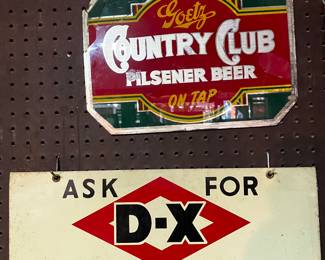 Goetz
COUNTRY CLUB
PILSENER BEER
ON TAP
ASK FOR
D-X